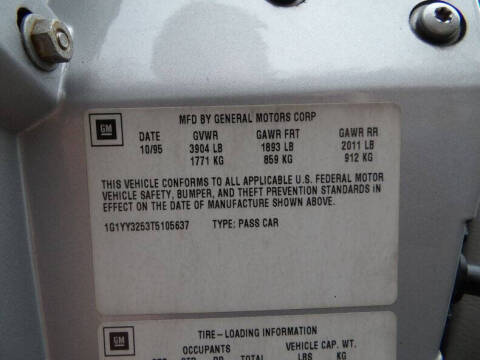 GM
MFD BY GENERAL MOTORS CORP
DATE GVWR GAWR FRT GAWR RR
10/95 3904 LB 1893 LB 2011 LB
1771 KG 859 KG 912 KG
THIS VEHICLE CONFORMS TO ALL APPLICABLE U.S. FEDERAL MOTOR
VEHICLE SAFETY, BUMPER, AND THEFT PREVENTION STANDARDS IN
EFFECT ON THE DATE OF MANUFACTURE SHOWN ABOVE.
1G1YY3253T5105637 TYPE: PASS CAR
GM
TIRE-LOADING INFORMATION
OCCUPANTS VEHICLE CAP. WT.
TOTAL LBS KG